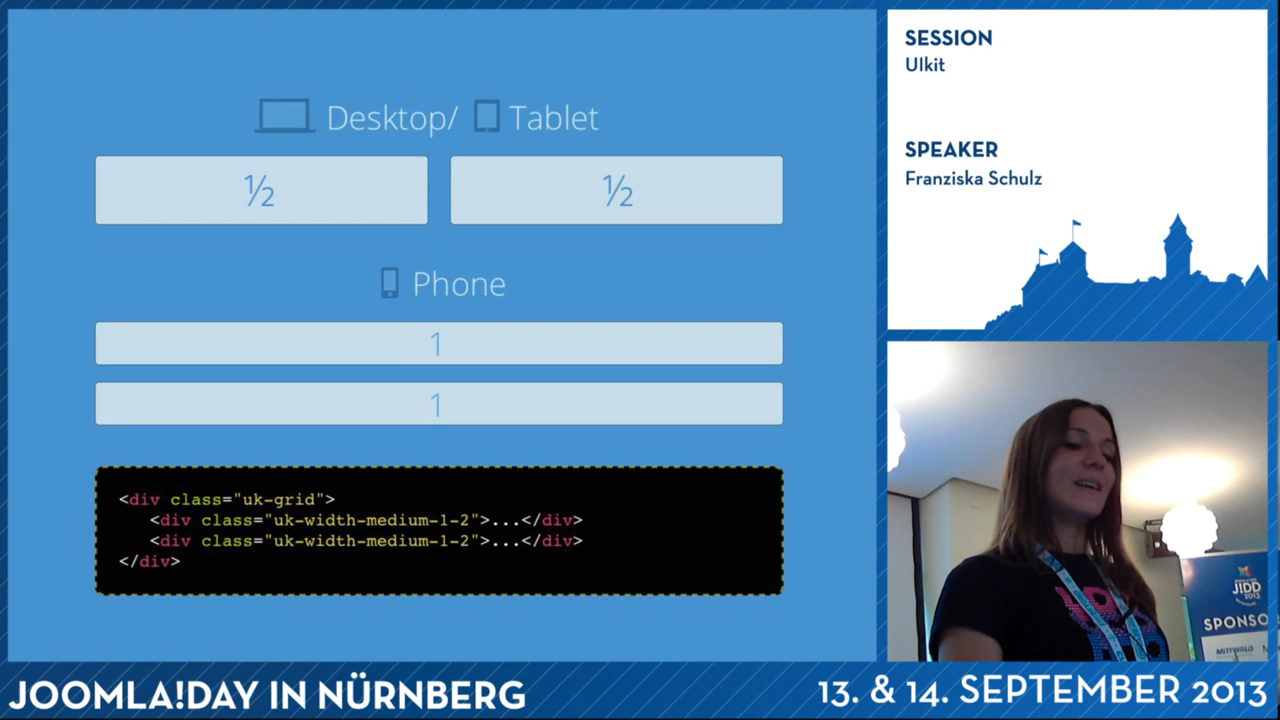 Desktop/ Tablet
½ ½
Phone
1
1
<div class="uk-grid">
<div class="uk-width-medium-1-2">...</div>
<div class="uk-width-medium-1-2">...</div>
</div>
SESSION
UIkit
SPEAKER
Franziska Schulz
JIDD
2013
SPONSO
MITTWALD
JOOMLA!DAY IN NÜRNBERG
13. & 14. SEPTEMBER 2013